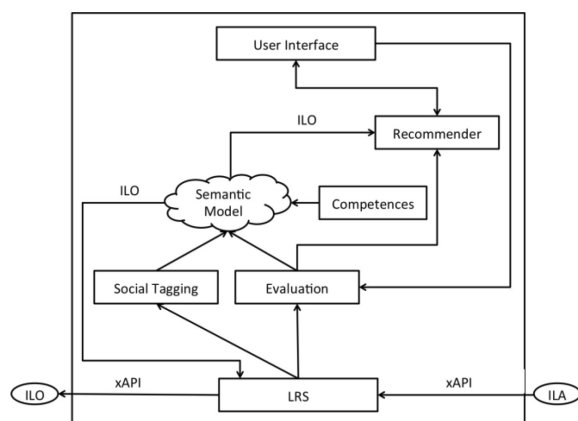 User Interface
ILO
Recommender
ILO
Semantic
Model
Competences
Social Tagging
Evaluation
xAPI
xAPI
ILO
LRS
ILA